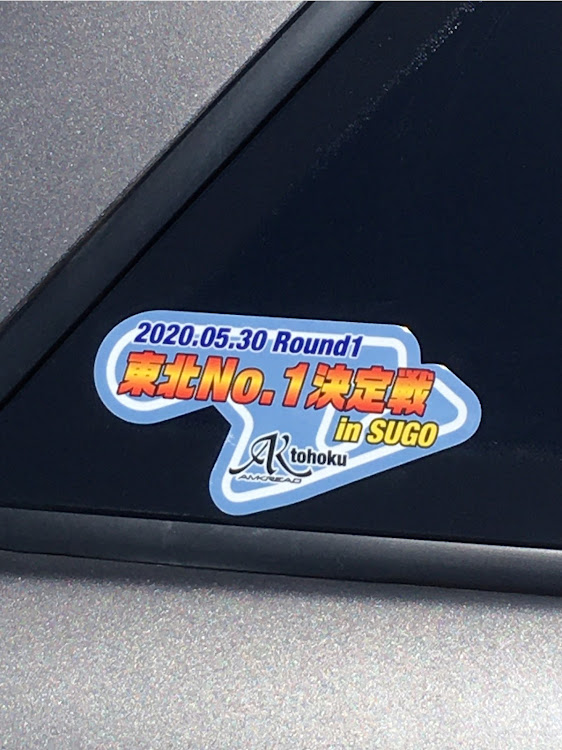 2020.05.30 Round1
東北No.1決定戦
in SUGO
AK tohoku
AMKREAD